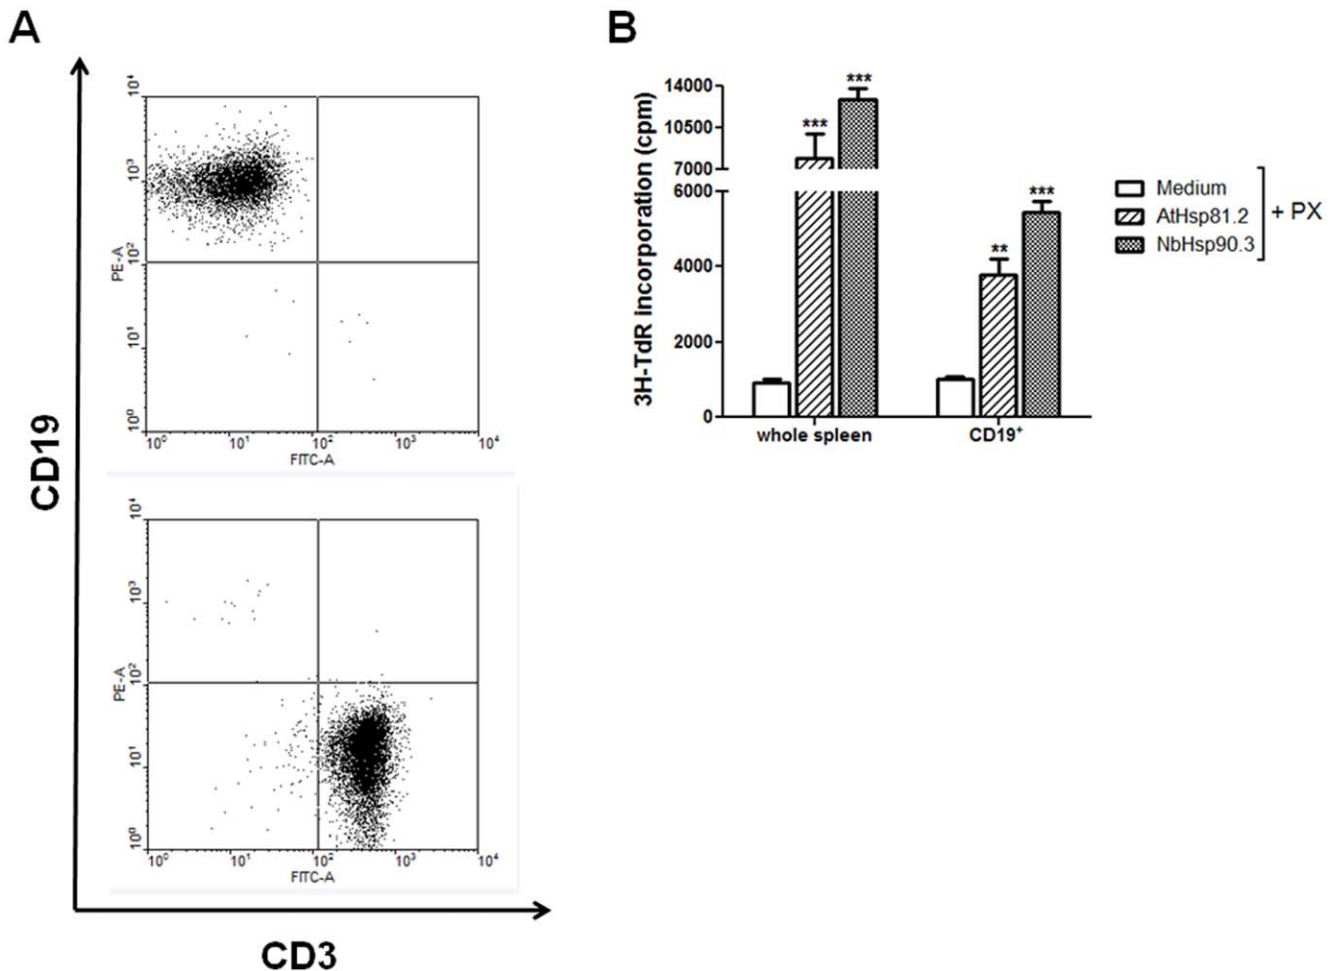 A
CD19
CD3
PE-A
10⁴
10³
10²
10¹
10⁰
10⁰ 10¹ 10² 10³ 10⁴
FITC-A
PE-A
10⁴
10³
10²
10¹
10⁰
10⁰ 10¹ 10² 10³ 10⁴
FITC-A
B
3H-TdR incorporation (cpm)
14000
10500
7000
6000
4000
2000
0
***
***
**
***
whole spleen
CD19⁺
Medium
AtHsp81.2
NbHsp90.3
+ PX